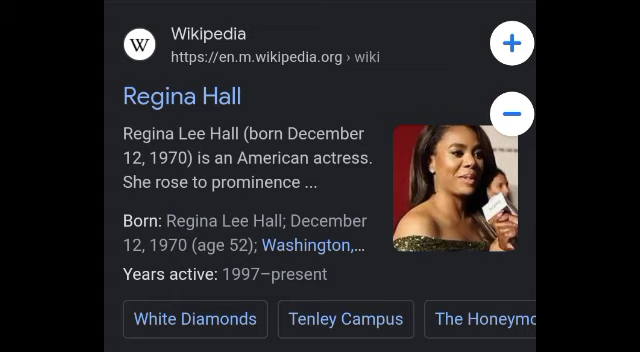 W
Wikipedia
https://en.m.wikipedia.org › wiki
Regina Hall
Regina Lee Hall (born December
12, 1970) is an American actress.
She rose to prominence ...
Born: Regina Lee Hall; December
12, 1970 (age 52); Washington,...
Years active: 1997–present
White Diamonds
Tenley Campus
The Honeymo